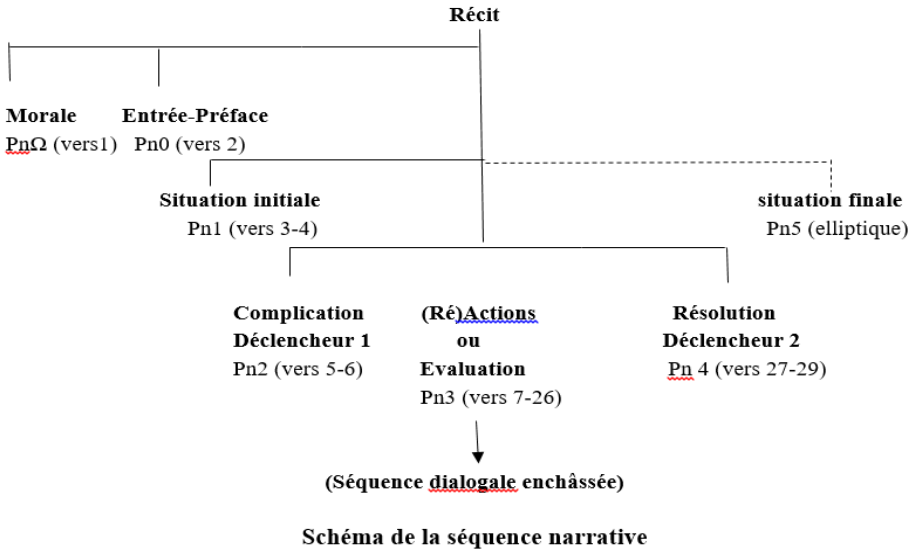 Récit
Morale Entrée-Préface
PnΩ (vers1) Pn0 (vers 2)
Situation initiale situation finale
Pn1 (vers 3-4) Pn5 (elliptique)
Complication (Ré)Actions Résolution
Déclencheur 1 ou Déclencheur 2
Pn2 (vers 5-6) Evaluation Pn 4 (vers 27-29)
Pn3 (vers 7-26)
(Séquence dialogale enchâssée)
Schéma de la séquence narrative